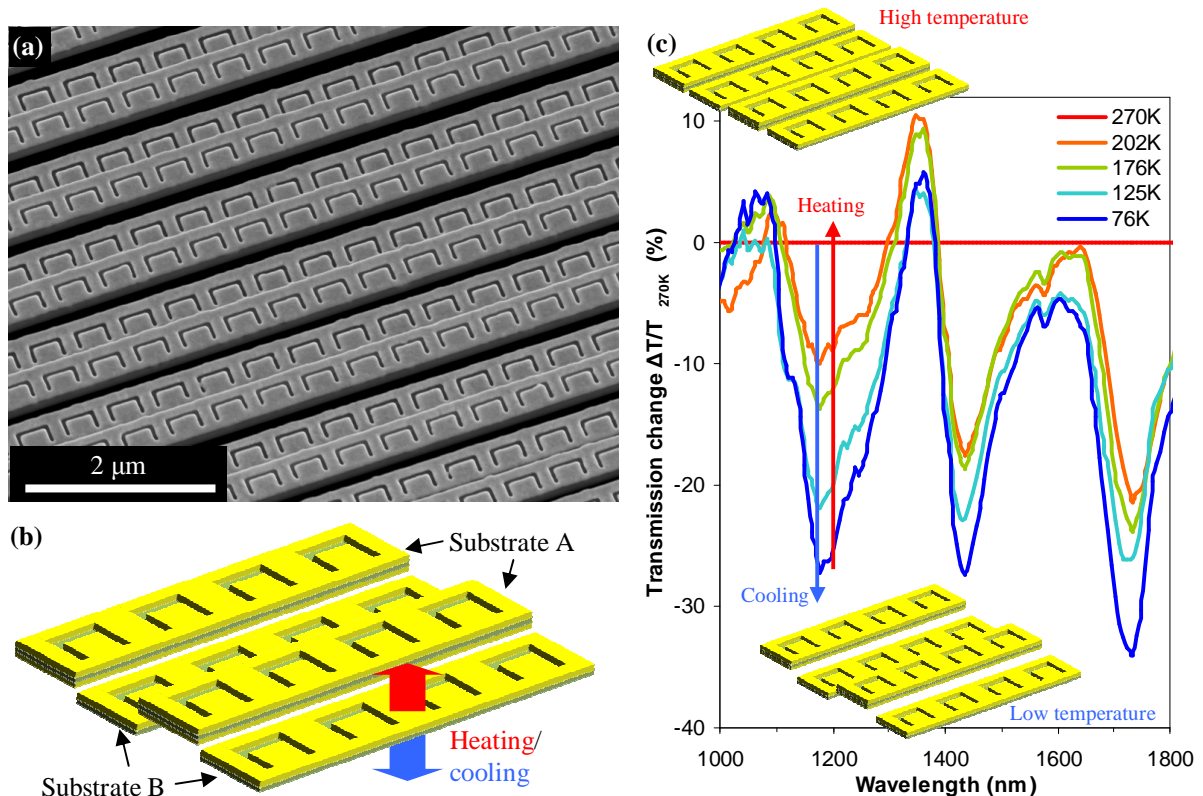 (a)
2 μm
(b)
Substrate A
Substrate B
Heating/
cooling
(c)
High temperature
270K
202K
176K
125K
76K
Heating
Cooling
Low temperature
Transmission change ΔT/T 270K (%)
10
0
-10
-20
-30
-40
1000
1200
1400
1600
1800
Wavelength (nm)